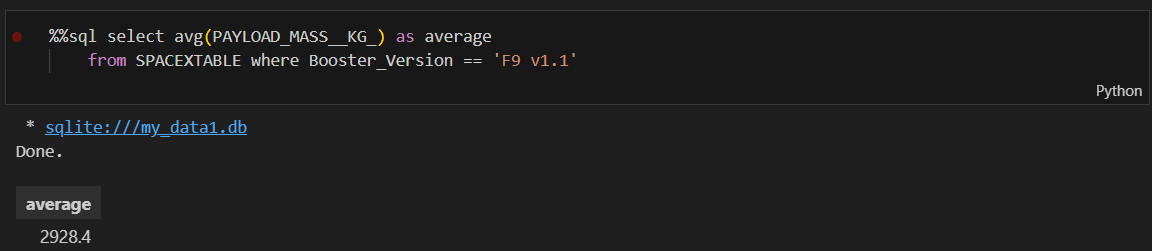 %%sql select avg(PAYLOAD_MASS__KG_) as average
from SPACEXTABLE where Booster_Version == 'F9 v1.1'
Python
* sqlite:///my_data1.db
Done.
average
2928.4